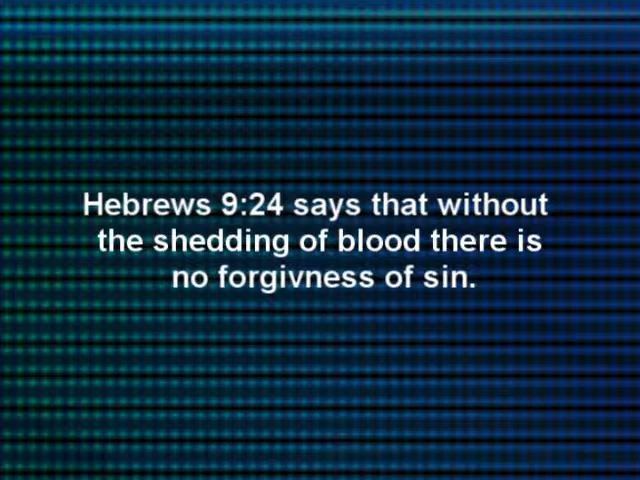 Hebrews 9:24 says that without
the shedding of blood there is
no forgivness of sin.